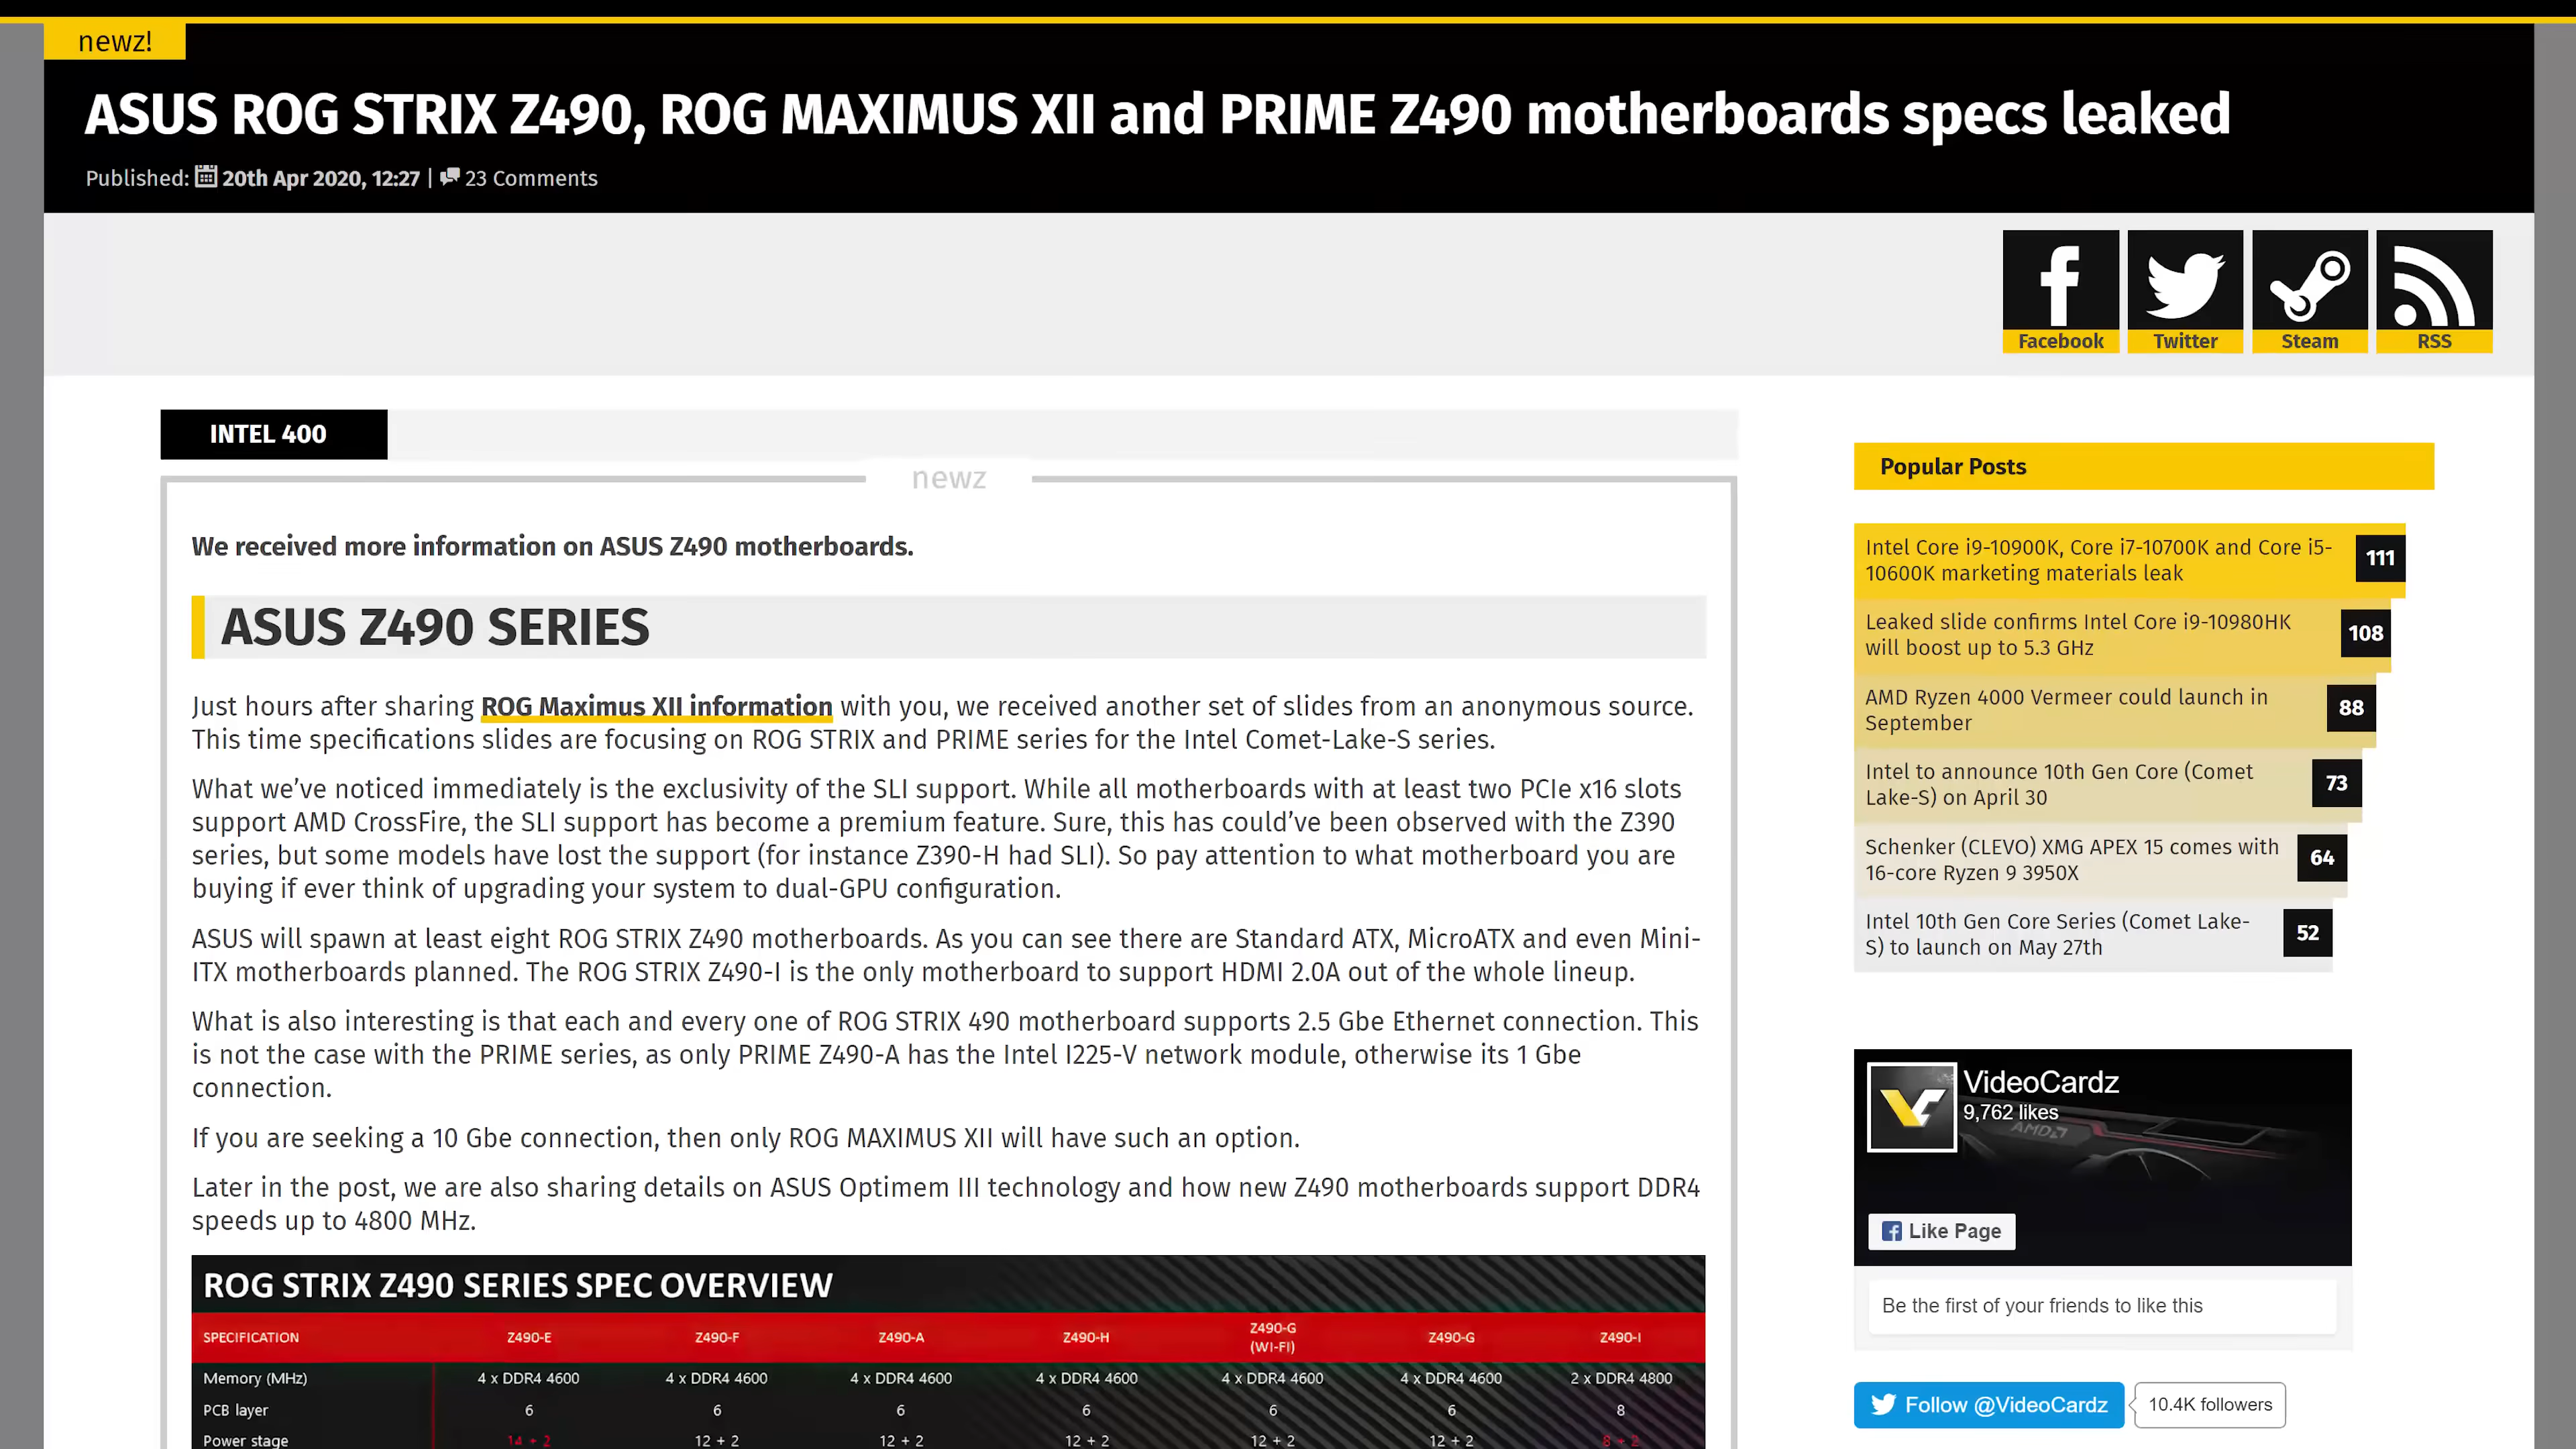 newz!
ASUS ROG STRIX Z490, ROG MAXIMUS XII and PRIME Z490 motherboards specs leaked
Published: 20th Apr 2020, 12:27 | 23 Comments
Facebook
Twitter
Steam
RSS
INTEL 400
newz
We received more information on ASUS Z490 motherboards.
ASUS Z490 SERIES
Just hours after sharing ROG Maximus XII information with you, we received another set of slides from an anonymous source.
This time specifications slides are focusing on ROG STRIX and PRIME series for the Intel Comet-Lake-S series.
What we've noticed immediately is the exclusivity of the SLI support. While all motherboards with at least two PCIe x16 slots
support AMD CrossFire, the SLI support has become a premium feature. Sure, this has could've been observed with the Z390
series, but some models have lost the support (for instance Z390-H had SLI). So pay attention to what motherboard you are
buying if ever think of upgrading your system to dual-GPU configuration.
ASUS will spawn at least eight ROG STRIX Z490 motherboards. As you can see there are Standard ATX, MicroATX and even Mini-
ITX motherboards planned. The ROG STRIX Z490-I is the only motherboard to support HDMI 2.0A out of the whole lineup.
What is also interesting is that each and every one of ROG STRIX 490 motherboard supports 2.5 Gbe Ethernet connection. This
is not the case with the PRIME series, as only PRIME Z490-A has the Intel I225-V network module, otherwise its 1 Gbe
connection.
If you are seeking a 10 Gbe connection, then only ROG MAXIMUS XII will have such an option.
Later in the post, we are also sharing details on ASUS Optimem III technology and how new Z490 motherboards support DDR4
speeds up to 4800 MHz.
ROG STRIX Z490 SERIES SPEC OVERVIEW
SPECIFICATION Z490-E Z490-F Z490-A Z490-H Z490-G (WI-FI) Z490-G Z490-I
Memory (MHz) 4 x DDR4 4600 4 x DDR4 4600 4 x DDR4 4600 4 x DDR4 4600 4 x DDR4 4600 4 x DDR4 4600 2 x DDR4 4800
PCB layer 6 6 6 6 6 6 8
Power stage 14 + 2 12 + 2 12 + 2 12 + 2 12 + 2 12 + 2 8 + 2
Popular Posts
Intel Core i9-10900K, Core i7-10700K and Core i5-
10600K marketing materials leak
111
Leaked slide confirms Intel Core i9-10980HK
will boost up to 5.3 GHz
108
AMD Ryzen 4000 Vermeer could launch in
September
88
Intel to announce 10th Gen Core (Comet
Lake-S) on April 30
73
Schenker (CLEVO) XMG APEX 15 comes with
16-core Ryzen 9 3950X
64
Intel 10th Gen Core Series (Comet Lake-
S) to launch on May 27th
52
VideoCardz
9,762 likes
AMD
Like Page
Be the first of your friends to like this
Follow @VideoCardz
10.4K followers